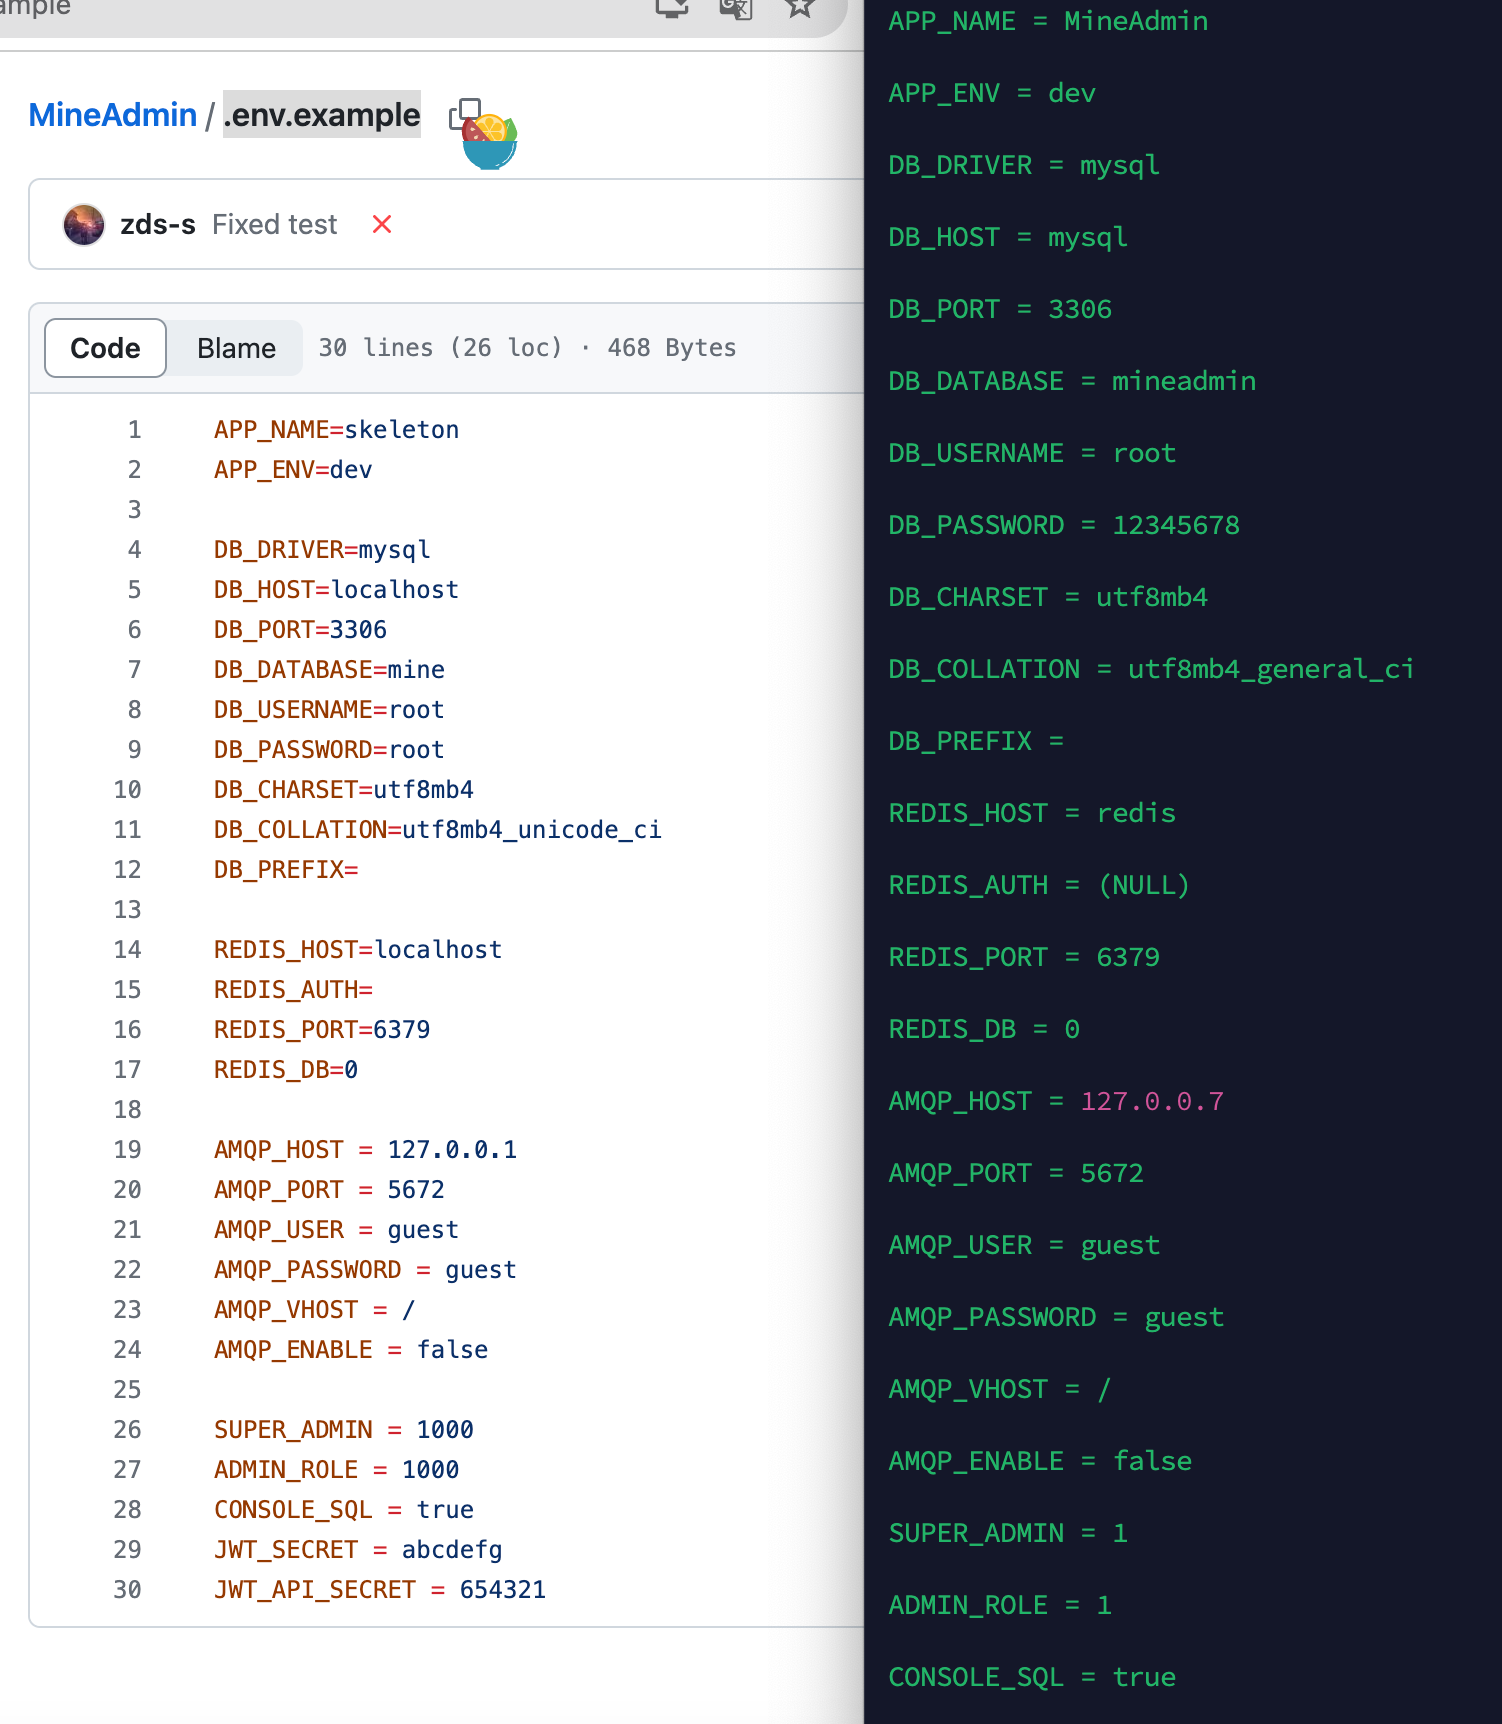 ample
MineAdmin / .env.example
zds-s Fixed test
Code Blame 30 lines (26 loc) · 468 Bytes
1 APP_NAME=skeleton
2 APP_ENV=dev
3
4 DB_DRIVER=mysql
5 DB_HOST=localhost
6 DB_PORT=3306
7 DB_DATABASE=mine
8 DB_USERNAME=root
9 DB_PASSWORD=root
10 DB_CHARSET=utf8mb4
11 DB_COLLATION=utf8mb4_unicode_ci
12 DB_PREFIX=
13
14 REDIS_HOST=localhost
15 REDIS_AUTH=
16 REDIS_PORT=6379
17 REDIS_DB=0
18
19 AMQP_HOST = 127.0.0.1
20 AMQP_PORT = 5672
21 AMQP_USER = guest
22 AMQP_PASSWORD = guest
23 AMQP_VHOST = /
24 AMQP_ENABLE = false
25
26 SUPER_ADMIN = 1000
27 ADMIN_ROLE = 1000
28 CONSOLE_SQL = true
29 JWT_SECRET = abcdefg
30 JWT_API_SECRET = 654321
APP_NAME = MineAdmin
APP_ENV = dev
DB_DRIVER = mysql
DB_HOST = mysql
DB_PORT = 3306
DB_DATABASE = mineadmin
DB_USERNAME = root
DB_PASSWORD = 12345678
DB_CHARSET = utf8mb4
DB_COLLATION = utf8mb4_general_ci
DB_PREFIX =
REDIS_HOST = redis
REDIS_AUTH = (NULL)
REDIS_PORT = 6379
REDIS_DB = 0
AMQP_HOST = 127.0.0.7
AMQP_PORT = 5672
AMQP_USER = guest
AMQP_PASSWORD = guest
AMQP_VHOST = /
AMQP_ENABLE = false
SUPER_ADMIN = 1
ADMIN_ROLE = 1
CONSOLE_SQL = true